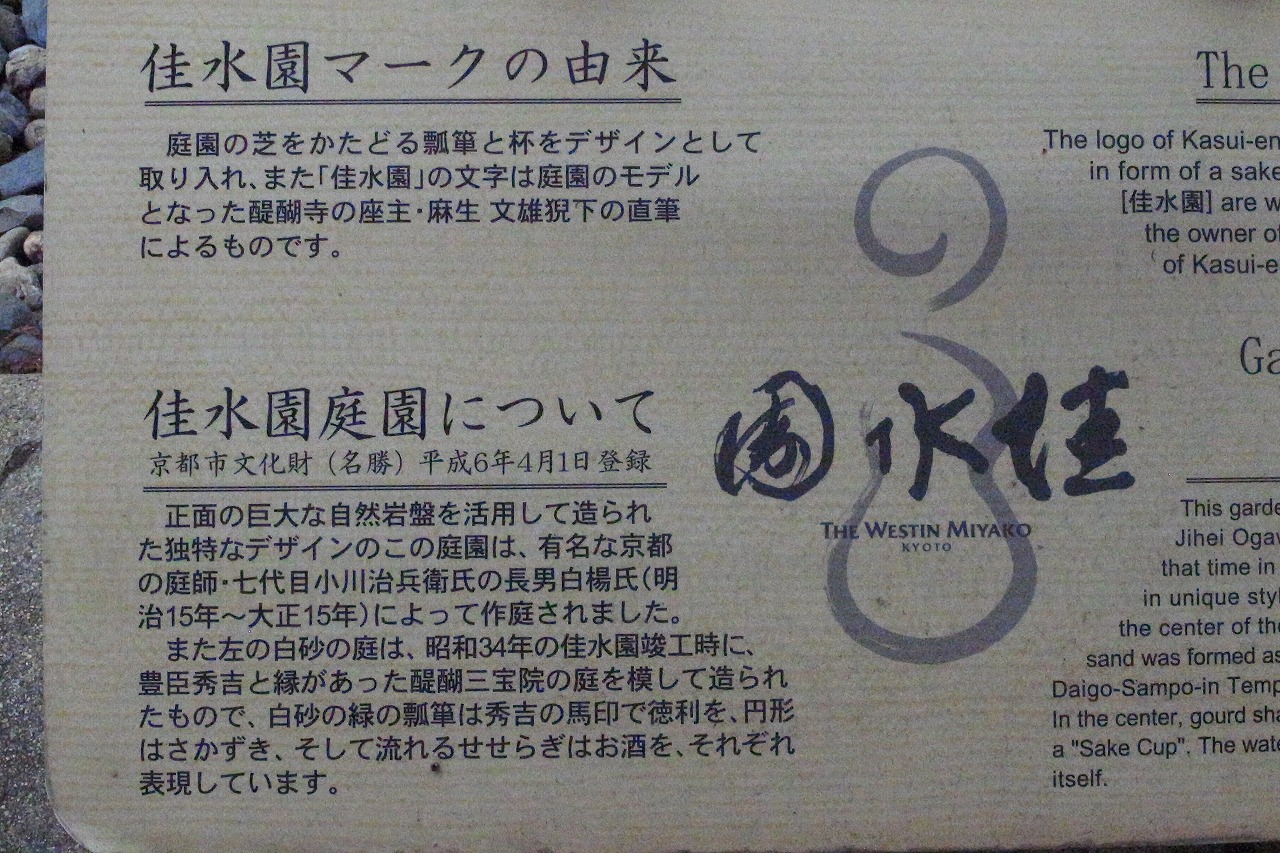 佳水園マークの由来
庭園の芝をかたどる瓢箪と杯をデザインとして
取り入れ、また「佳水園」の文字は庭園のモデル
となった醍醐寺の座主・麻生 文雄猊下の直筆
によるものです。
佳水園庭園について
京都市文化財（名勝）平成6年4月1日登録
正面の巨大な自然岩盤を活用して造られ
た独特なデザインのこの庭園は、有名な京都
の庭師・七代目小川治兵衛氏の長男白楊氏(明
治15年～大正15年)によって作庭されました。
また左の白砂の庭は、昭和34年の佳水園竣工時に、
豊臣秀吉と縁があった醍醐三宝院の庭を模して造られ
たもので、白砂の緑の瓢箪は秀吉の馬印で徳利を、円形
はさかずき、そして流れるせせらぎはお酒を、それぞれ
表現しています。
園水佳
THE WESTIN MIYAKO
KYOTO
The
The logo of Kasui-en
in form of a sake
[佳水園] are w
the owner of
of Kasui-e
Ga
This garde
Jihei Ogaw
that time in
in unique styl
the center of the
sand was formed as
Daigo-Sampo-in Temp
In the center, gourd sha
a "Sake Cup". The wate
itself.